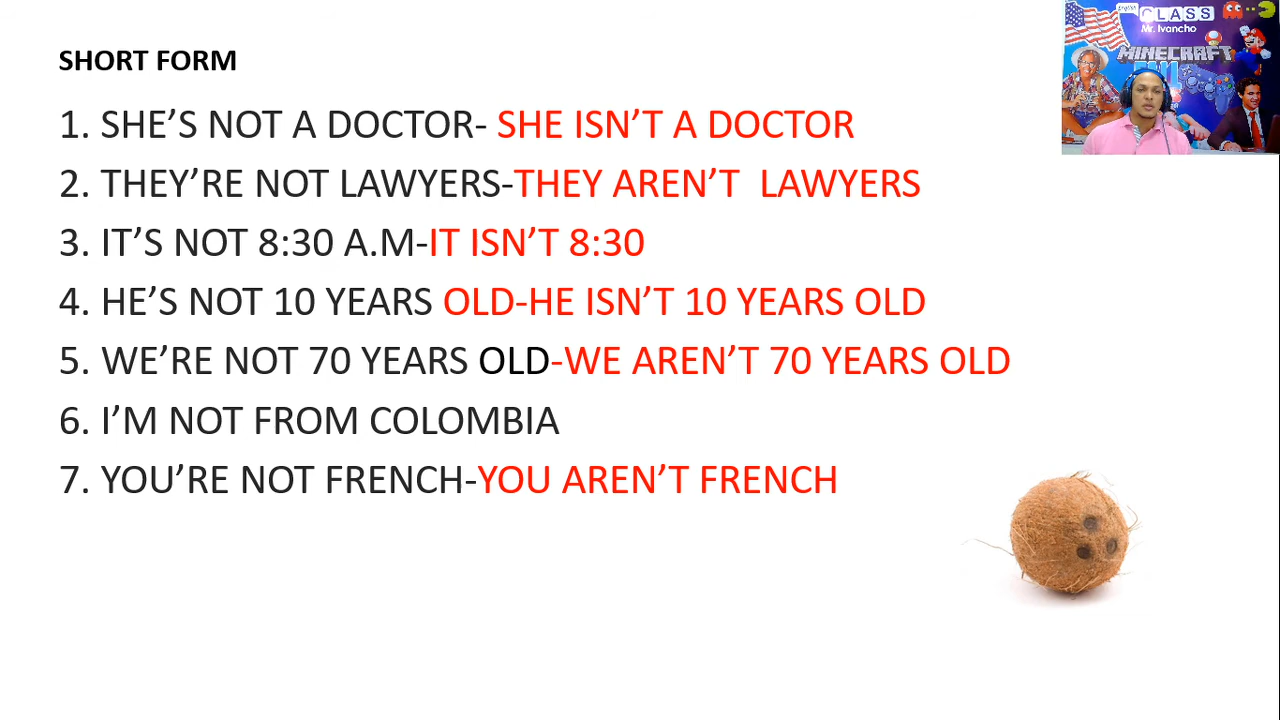 SHORT FORM
1. SHE’S NOT A DOCTOR- SHE ISN’T A DOCTOR
2. THEY’RE NOT LAWYERS-THEY AREN’T  LAWYERS
3. IT’S NOT 8:30 A.M-IT ISN’T 8:30
4. HE’S NOT 10 YEARS OLD-HE ISN’T 10 YEARS OLD
5. WE’RE NOT 70 YEARS OLD-WE AREN’T 70 YEARS OLD
6. I’M NOT FROM COLOMBIA
7. YOU’RE NOT FRENCH-YOU AREN’T FRENCH
English CLASS
Mr. Ivancho
MINECRAFT